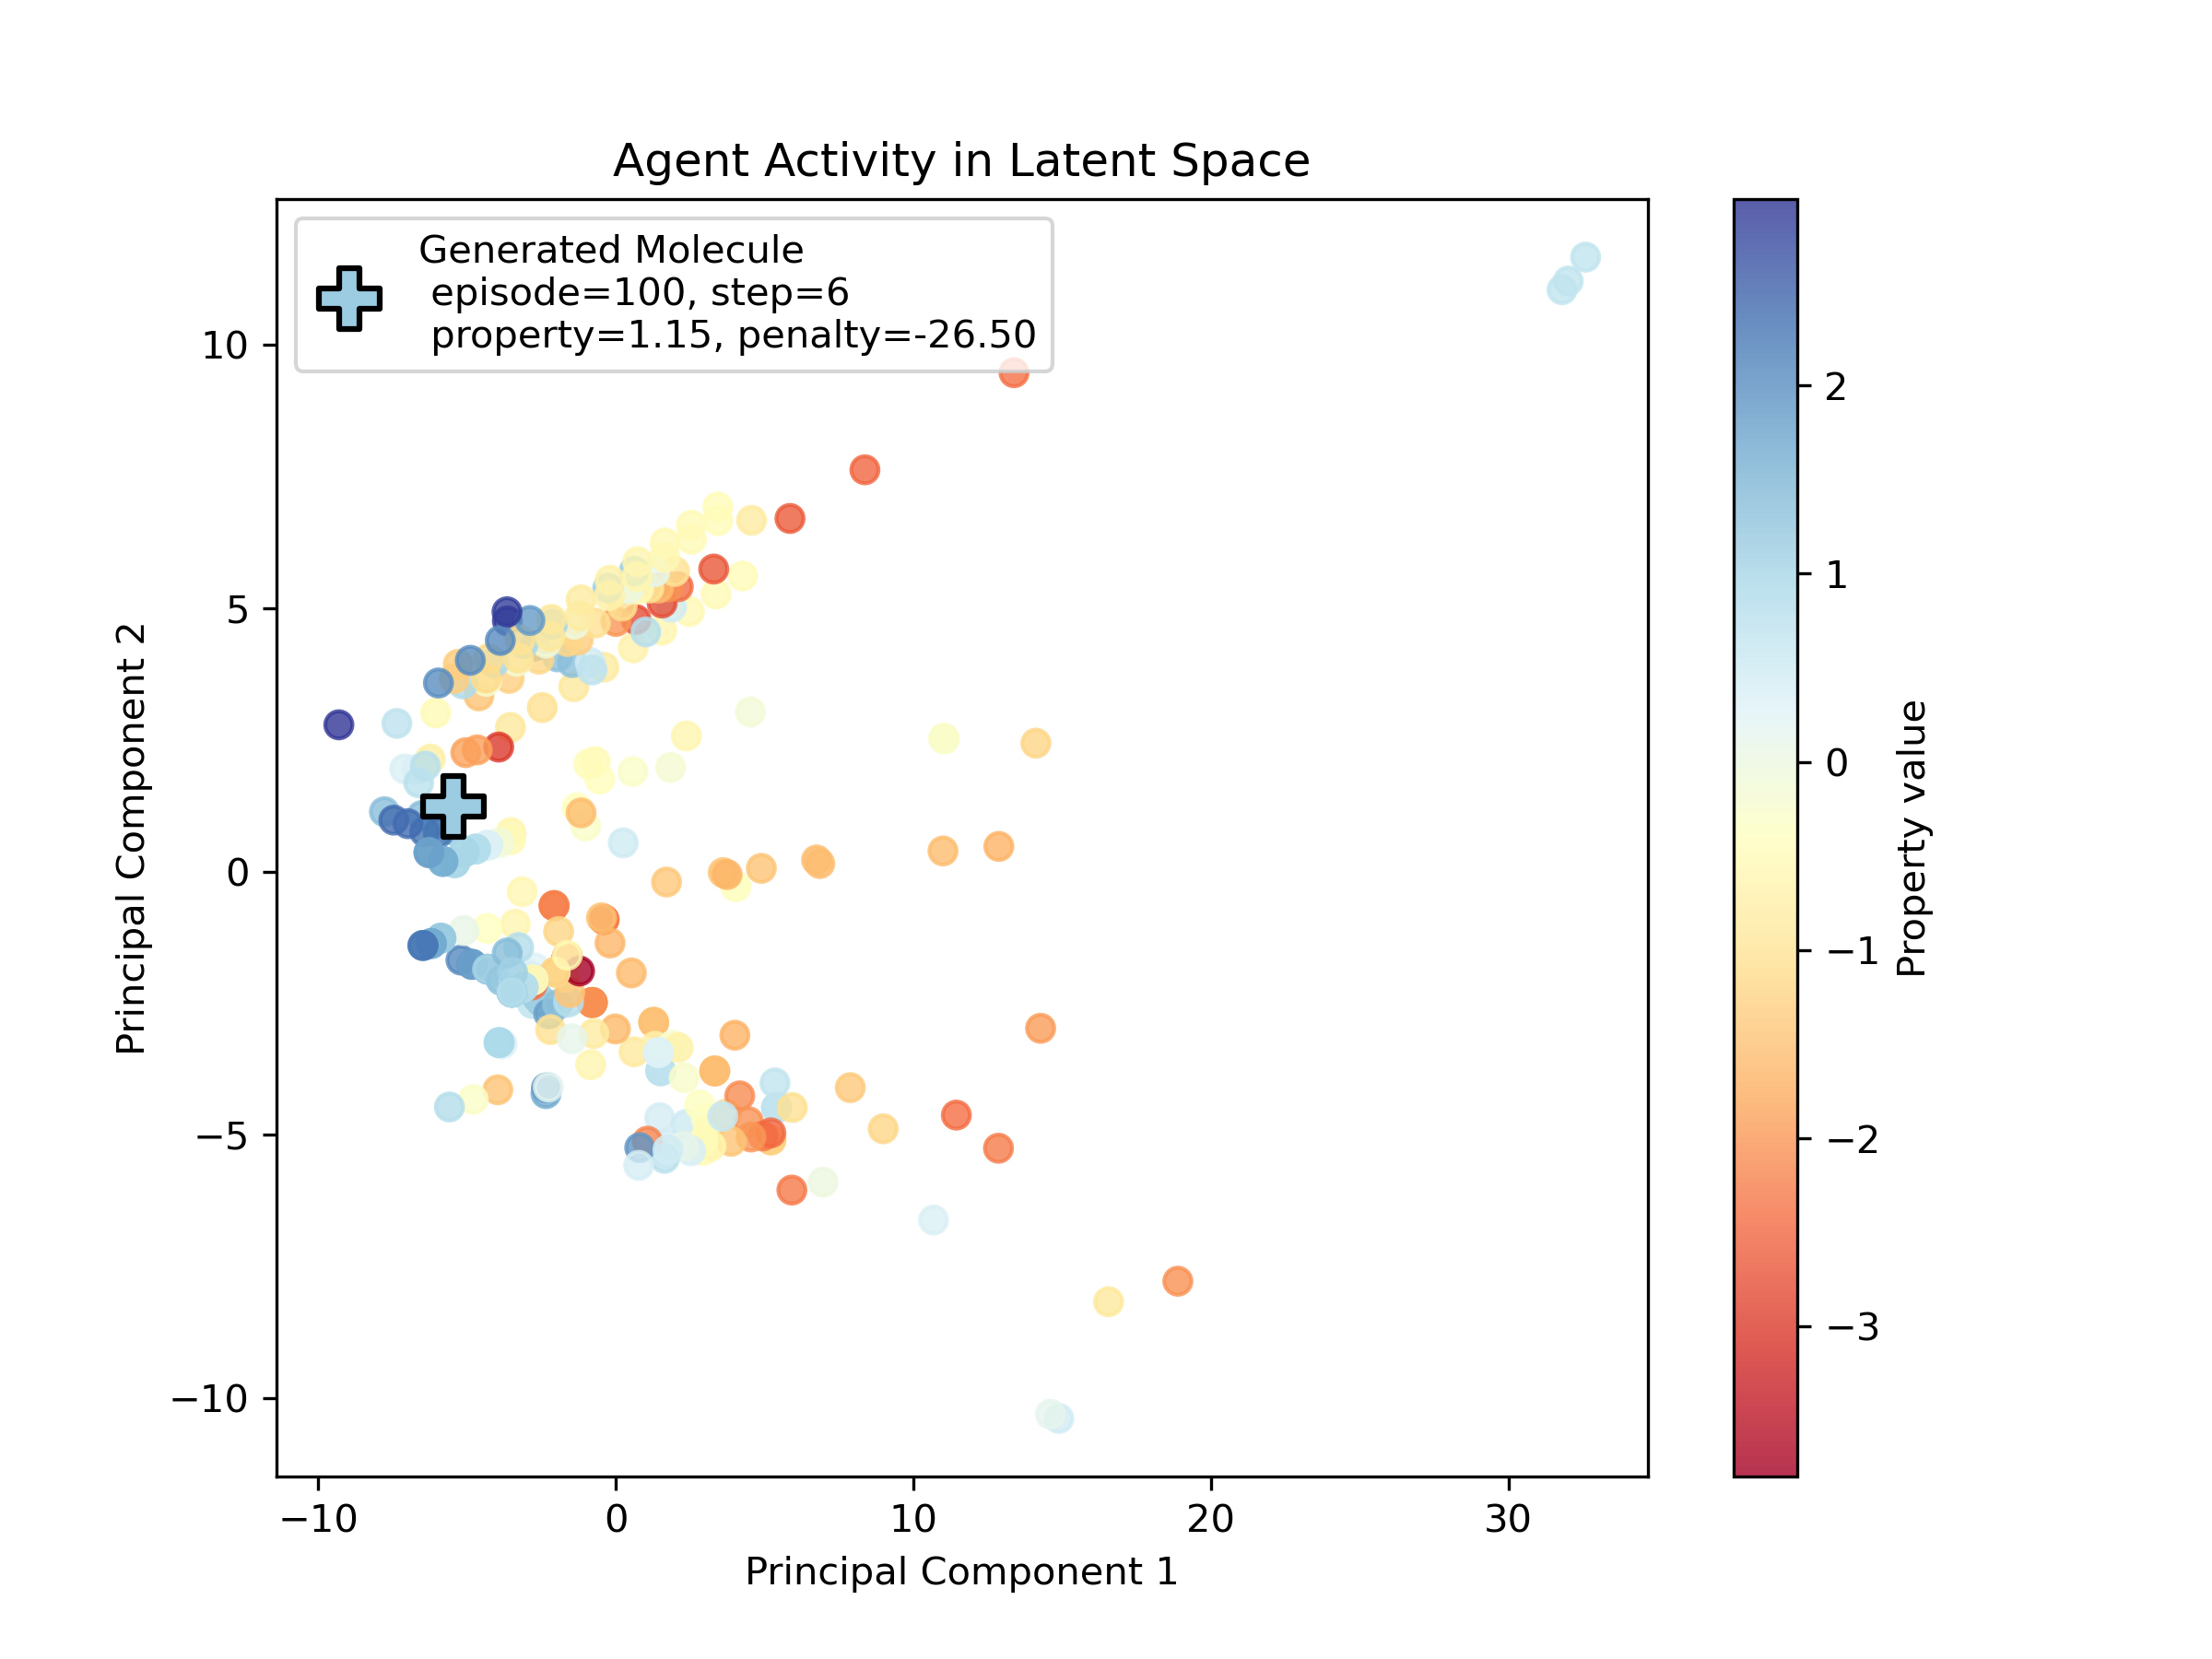 Agent Activity in Latent Space
Generated Molecule
episode=100, step=6
property=1.15, penalty=-26.50
10
5
0
−5
−10
Principal Component 2
−10
0
10
20
30
Principal Component 1
2
1
0
−1
−2
−3
Property value